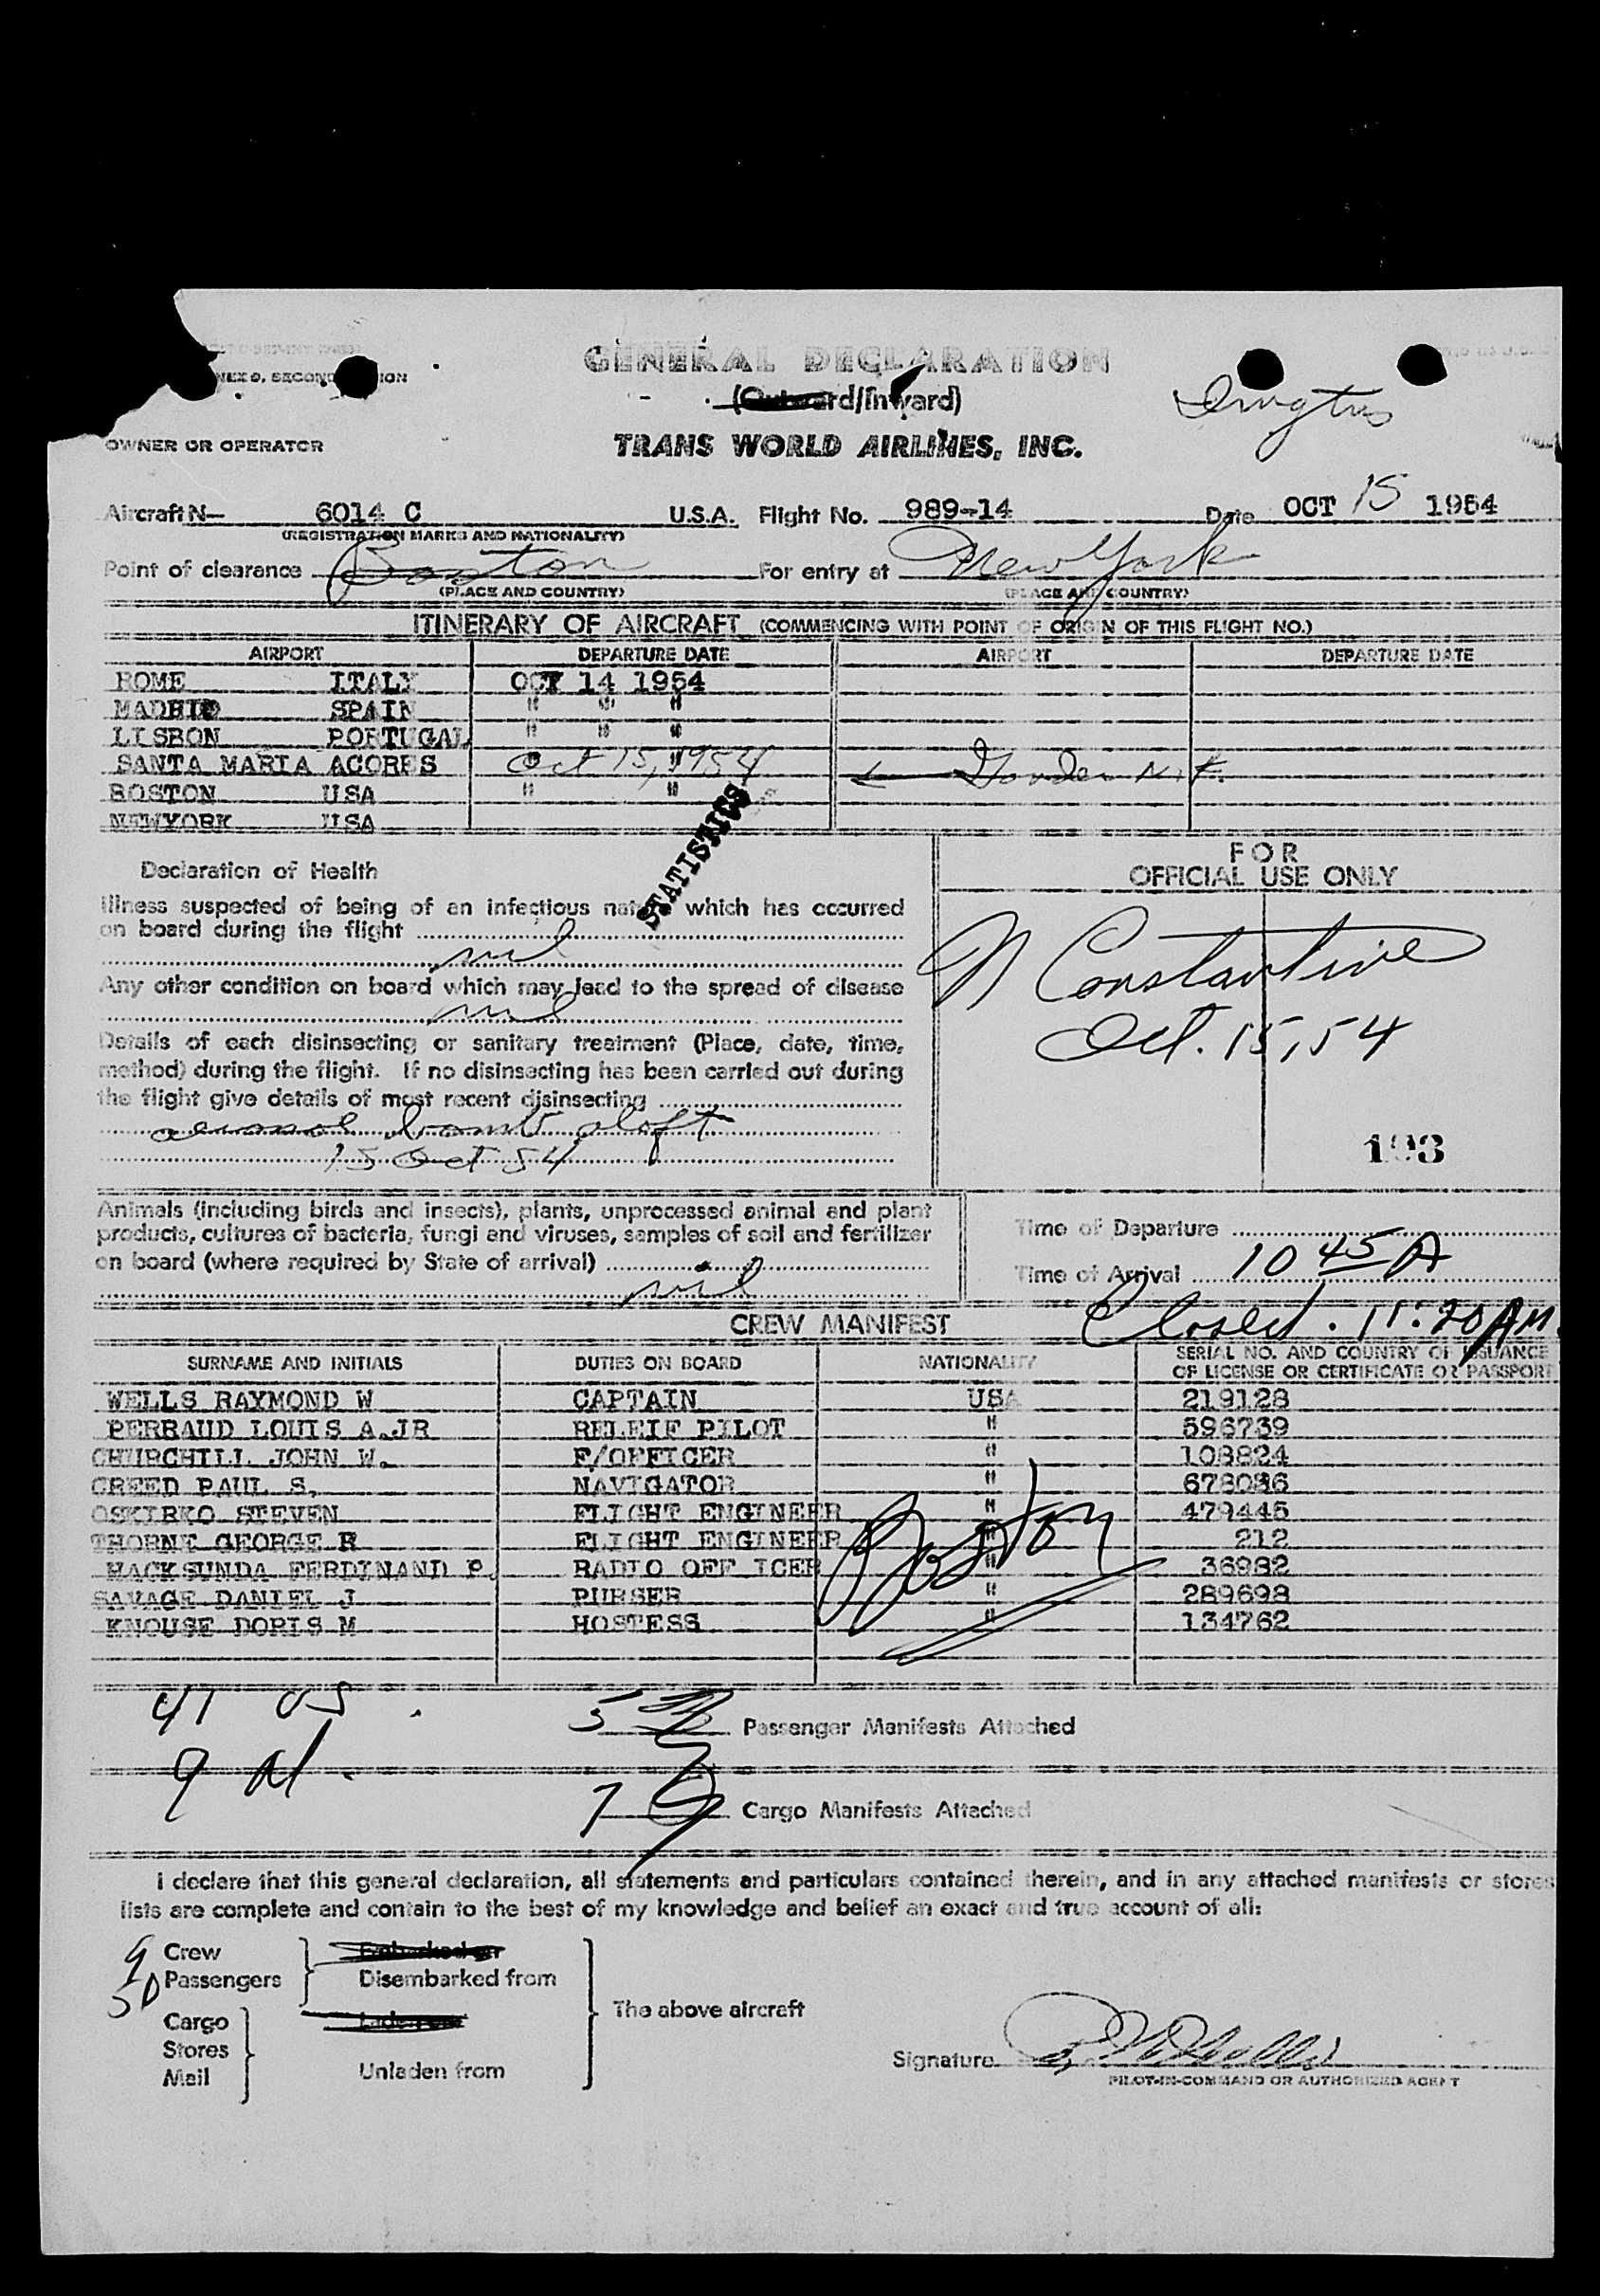 GENERAL DECLARATION
(Outward/Inward)
OWNER OR OPERATOR
TRANS WORLD AIRLINES, INC.
Aircraft N— 6014 C U.S.A. Flight No. 989-14 Date OCT 15 1954
(REGISTRATION MARKS AND NATIONALITY)
Point of clearance Boston For entry at New York
(PLACE AND COUNTRY) (PLACE AND COUNTRY)
ITINERARY OF AIRCRAFT (COMMENCING WITH POINT OF ORIGIN OF THIS FLIGHT NO.)
AIRPORT DEPARTURE DATE AIRPORT DEPARTURE DATE
ROME ITALY OCT 14 1954
MADRID SPAIN " " "
LISBON PORTUGAL " " "
SANTA MARIA ACORES Oct 15, 1954 Gander N.F.
BOSTON USA " "
NEWYORK USA
STATISTICS
Declaration of Health
Illness suspected of being of an infectious nature which has occurred
on board during the flight
nil
Any other condition on board which may lead to the spread of disease
nil
Details of each disinsecting or sanitary treatment (Place, date, time,
method) during the flight. If no disinsecting has been carried out during
the flight give details of most recent disinsecting
aerosol bomb aloft
15 Oct 54
FOR
OFFICIAL USE ONLY
N Constantine
Oct. 15, 54
193
Animals (including birds and insects), plants, unprocessed animal and plant
products, cultures of bacteria, fungi and viruses, samples of soil and fertilizer
on board (where required by State of arrival)
nil
Time of Departure
Time of Arrival 10 45 A
Closed. 11:20 AM.
CREW MANIFEST
SURNAME AND INITIALS DUTIES ON BOARD NATIONALITY SERIAL NO. AND COUNTRY OF ISSUANCE
OF LICENSE OR CERTIFICATE OR PASSPORT
WELLS RAYMOND W CAPTAIN USA 219128
PERRAUD LOUIS A.JR RELEIF PILOT " 596739
CHURCHILL JOHN W. F/OFFICER " 108824
CREED PAUL S. NAVIGATOR " 678036
OSKIRKO STEVEN FLIGHT ENGINEER " 479445
THORNE GEORGE R FLIGHT ENGINEER " 212
MACKSUNDA FERDINAND P. RADIO OFF ICER " 36982
SAVAGE DANIEL J PURSER " 289698
KNOUSE DORIS M HOSTESS " 134762
Boston
41 US.
5 Passenger Manifests Attached
9 Al.
7 Cargo Manifests Attached
I declare that this general declaration, all statements and particulars contained therein, and in any attached manifests or stores
lists are complete and contain to the best of my knowledge and belief an exact and true account of all:
9 Crew
50 Passengers
Disembarked from
Cargo
Stores
Mail
Unladen from
The above aircraft
Signature
PILOT-IN-COMMAND OR AUTHORIZED AGENT